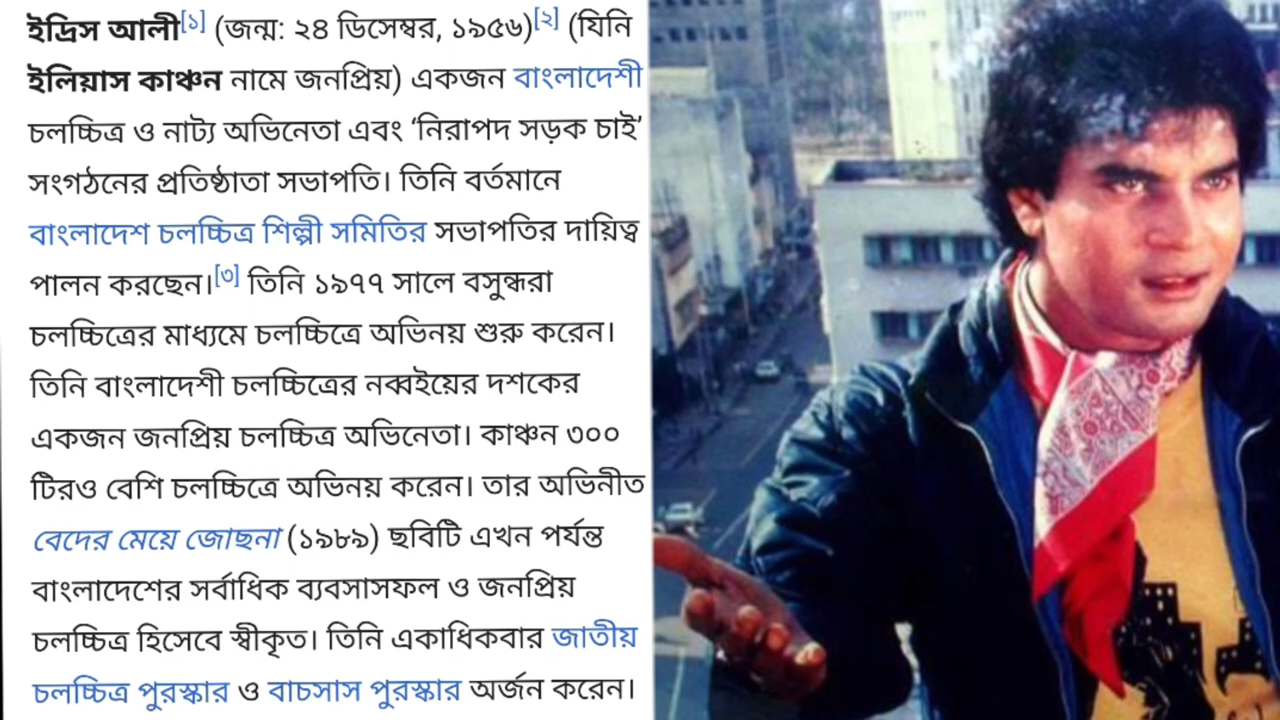 ইদ্রিস আলী[১] (জন্ম: ২৪ ডিসেম্বর, ১৯৫৬)[২] (যিনি
ইলিয়াস কাঞ্চন নামে জনপ্রিয়) একজন বাংলাদেশী
চলচ্চিত্র ও নাট্য অভিনেতা এবং ‘নিরাপদ সড়ক চাই’
সংগঠনের প্রতিষ্ঠাতা সভাপতি। তিনি বর্তমানে
বাংলাদেশ চলচ্চিত্র শিল্পী সমিতির সভাপতির দায়িত্ব
পালন করছেন।[৩] তিনি ১৯৭৭ সালে বসুন্ধরা
চলচ্চিত্রের মাধ্যমে চলচ্চিত্রে অভিনয় শুরু করেন।
তিনি বাংলাদেশী চলচ্চিত্রের নব্বইয়ের দশকের
একজন জনপ্রিয় চলচ্চিত্র অভিনেতা। কাঞ্চন ৩০০
টিরও বেশি চলচ্চিত্রে অভিনয় করেন। তার অভিনীত
বেদের মেয়ে জোছনা (১৯৮৯) ছবিটি এখন পর্যন্ত
বাংলাদেশের সর্বাধিক ব্যবসাসফল ও জনপ্রিয়
চলচ্চিত্র হিসেবে স্বীকৃত। তিনি একাধিকবার জাতীয়
চলচ্চিত্র পুরস্কার ও বাচসাস পুরস্কার অর্জন করেন।